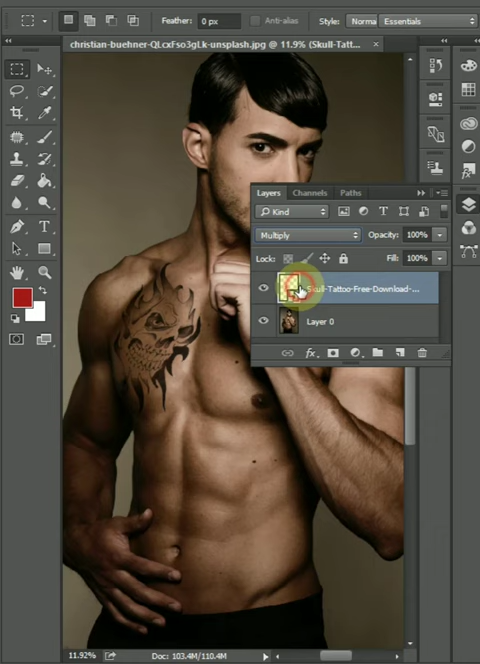 Feather: 0 px Anti-alias Style: Norma Essentials
christian-buehner-QLcxFso3gLk-unsplash.jpg @ 11.9% (Skull-Tatt... ×
Layers Channels Paths
Kind
Multiply Opacity: 100%
Lock: Fill: 100%
Skull-Tattoo-Free-Download-...
Layer 0
fx
11.92% Doc: 103.4M/110.4M